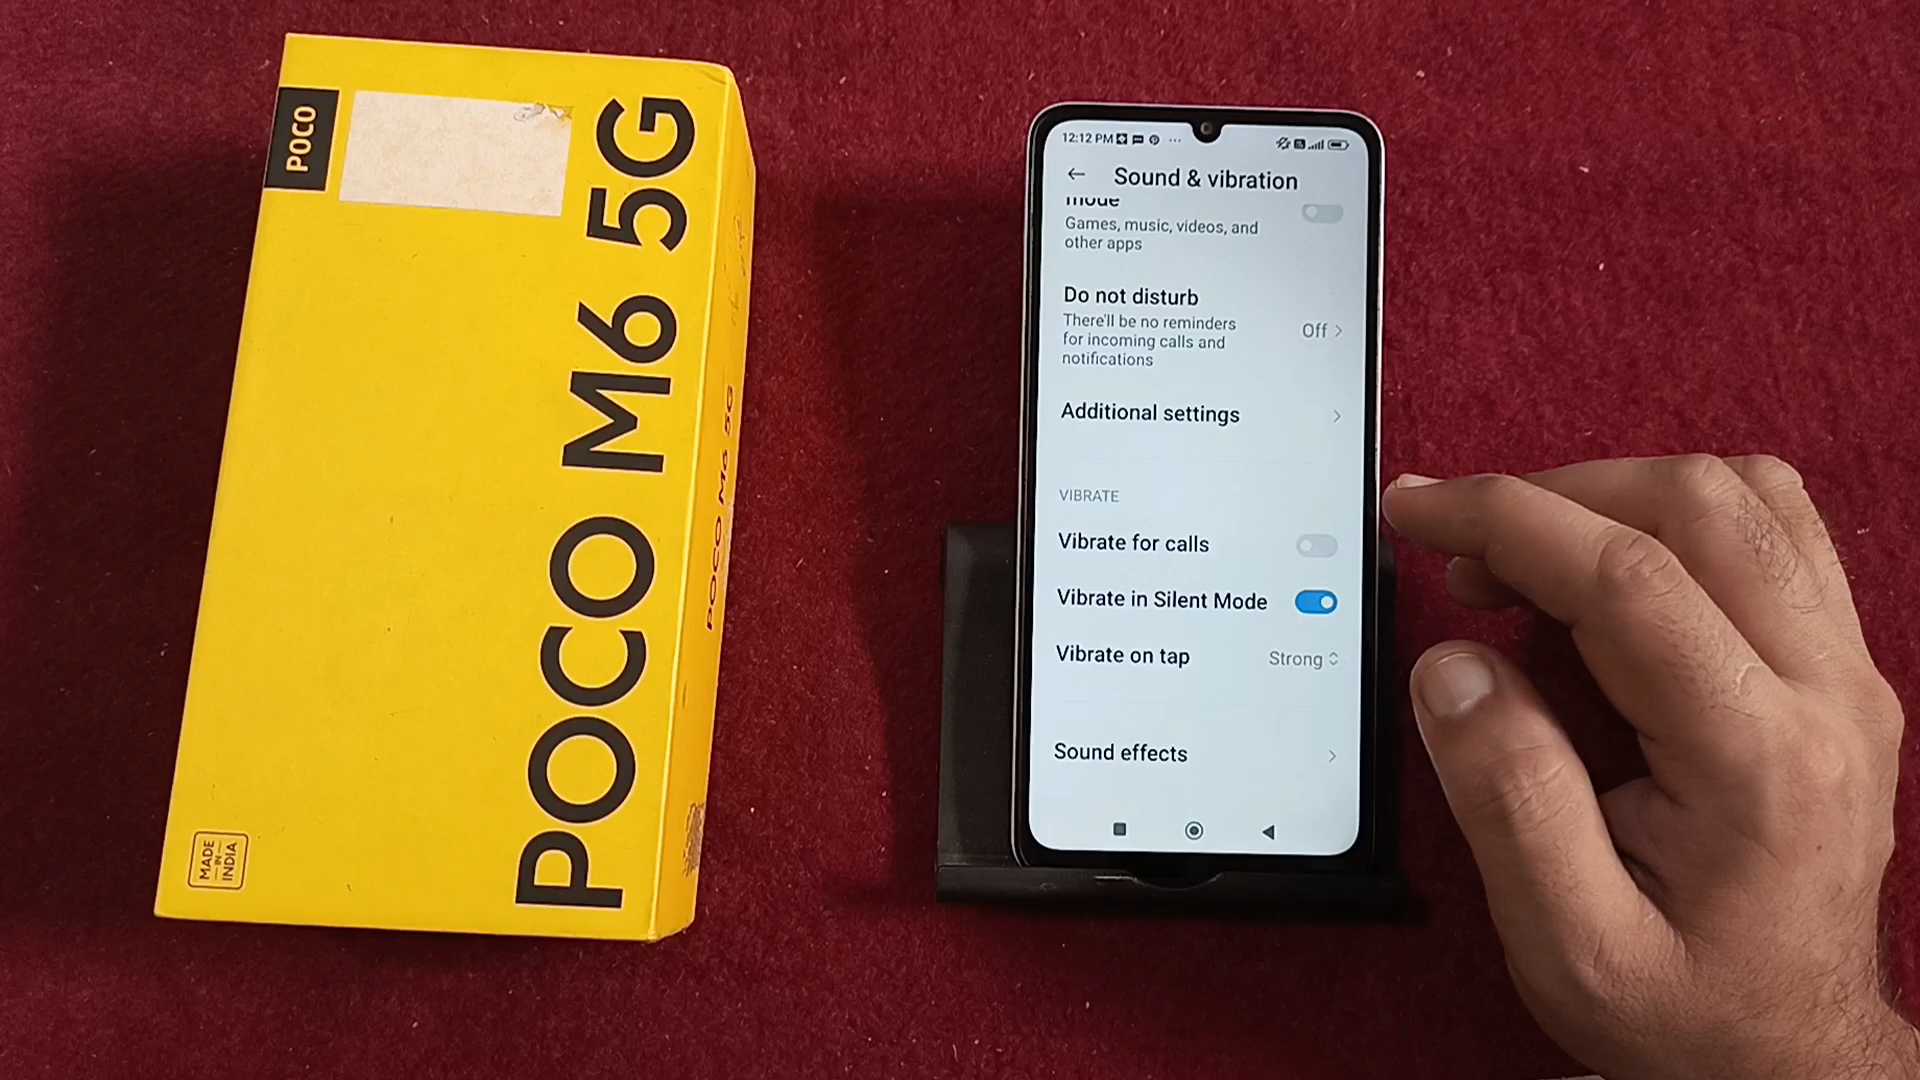 POCO
POCO M6 5G
POCO M6 5G
MADE
IN
INDIA
12:12 PM
Sound & vibration
mode
Games, music, videos, and
other apps
Do not disturb
There'll be no reminders
for incoming calls and
notifications
Off
Additional settings
VIBRATE
Vibrate for calls
Vibrate in Silent Mode
Vibrate on tap
Strong
Sound effects